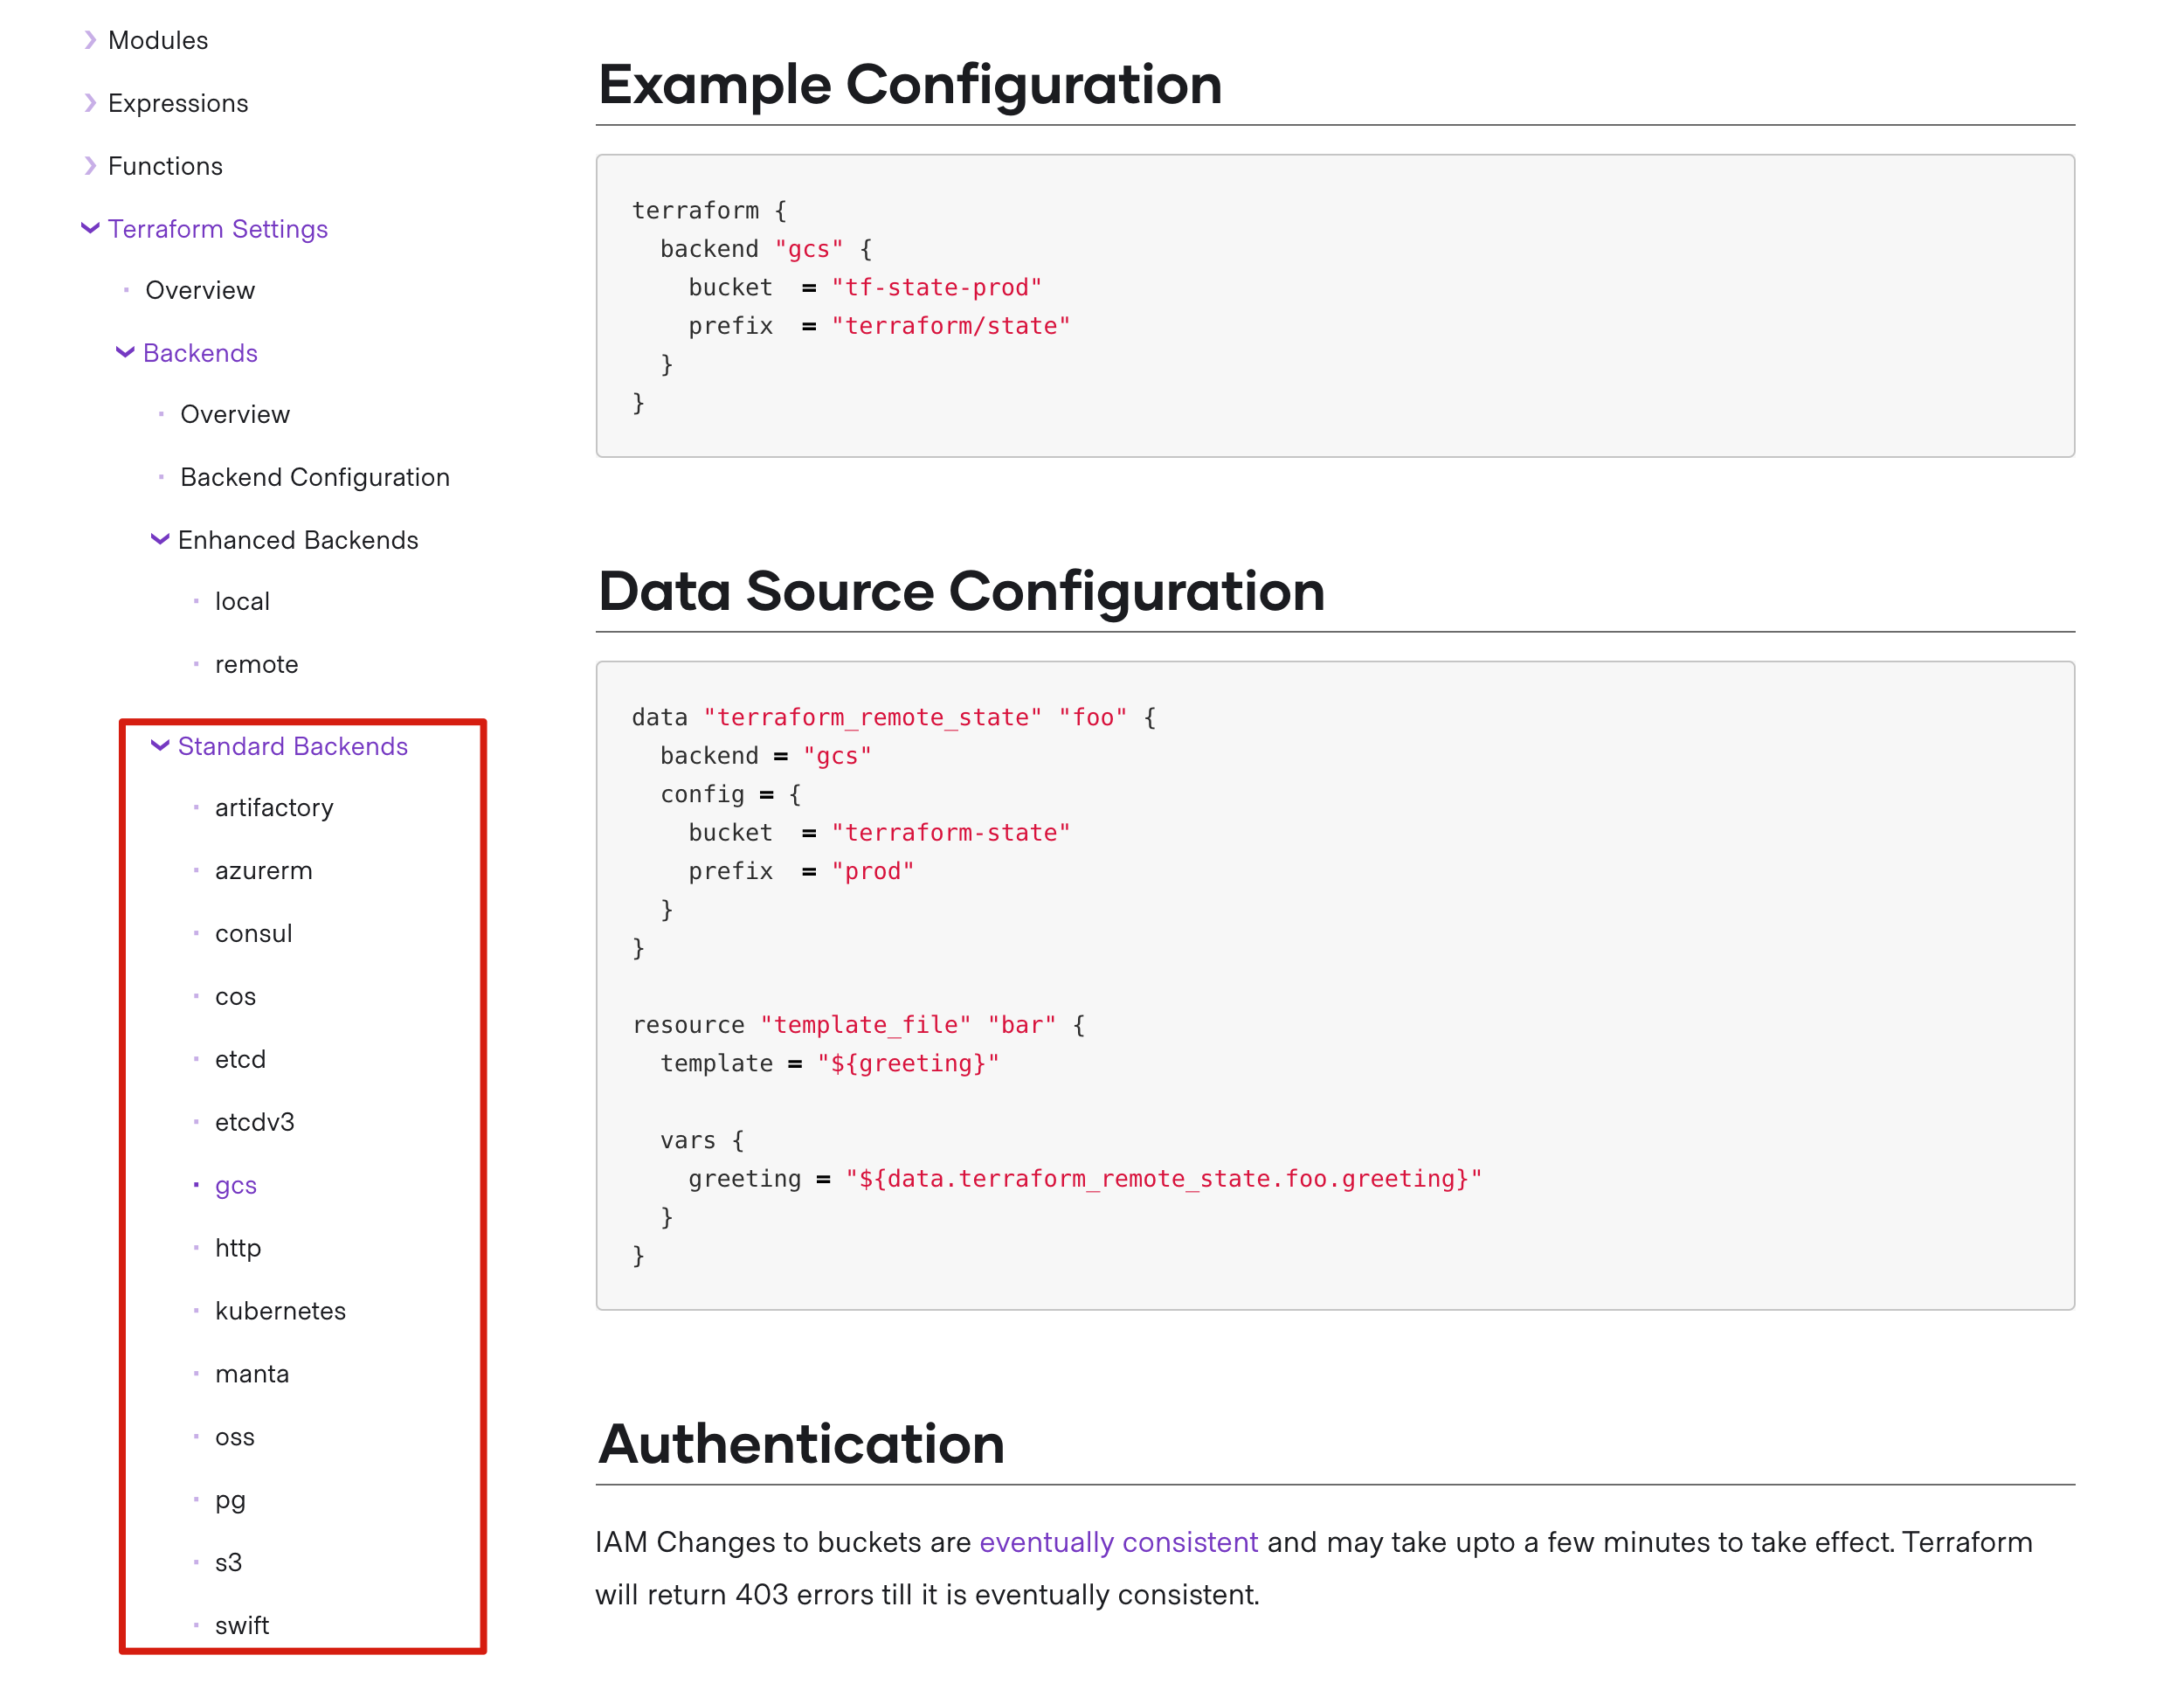 Modules
Expressions
Functions
Terraform Settings
Overview
Backends
Overview
Backend Configuration
Enhanced Backends
local
remote
Standard Backends
artifactory
azurerm
consul
cos
etcd
etcdv3
gcs
http
kubernetes
manta
oss
pg
s3
swift
Example Configuration
terraform {
  backend "gcs" {
    bucket  = "tf-state-prod"
    prefix  = "terraform/state"
  }
}
Data Source Configuration
data "terraform_remote_state" "foo" {
  backend = "gcs"
  config = {
    bucket  = "terraform-state"
    prefix  = "prod"
  }
}
resource "template_file" "bar" {
  template = "${greeting}"
  vars {
    greeting = "${data.terraform_remote_state.foo.greeting}"
  }
}
Authentication
IAM Changes to buckets are eventually consistent and may take upto a few minutes to take effect. Terraform
will return 403 errors till it is eventually consistent.